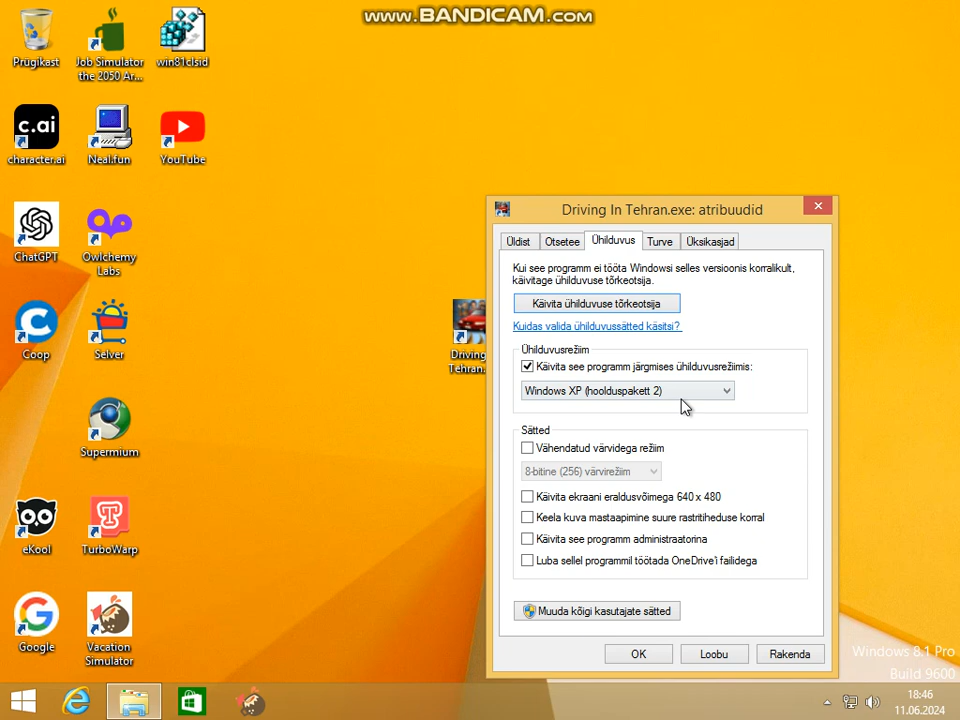 www.BANDICAM.com
Prügikast
Job Simulator
the 2050 Ar...
win81clsid
c.ai
character.ai
Neal.fun
YouTube
ChatGPT
Owlchemy
Labs
Coop
Selver
Driving
Tehran.
Supermium
eKool
TurboWarp
Google
Vacation
Simulator
Driving In Tehran.exe: atribuudid
Üldist
Otsetee
Ühilduvus
Turve
Üksikasjad
Kui see programm ei tööta Windowsi selles versioonis korralikult,
käivitage ühilduvuse tõrkeotsija.
Käivita ühilduvuse tõrkeotsija
Kuidas valida ühilduvussätted käsitsi?
Ühilduvusrežiim
Käivita see programm järgmises ühilduvusrežiimis:
Windows XP (hoolduspakett 2)
Sätted
Vähendatud värvidega režiim
8-bitine (256) värvirežiim
Käivita ekraani eraldusvõimega 640 x 480
Keela kuva mastaapimine suure rastritiheduse korral
Käivita see programm administraatorina
Luba sellel programmil töötada OneDrive'i failidega
Muuda kõigi kasutajate sätted
OK
Loobu
Rakenda
Windows 8.1 Pro
Build 9600
18:46
11.06.2024